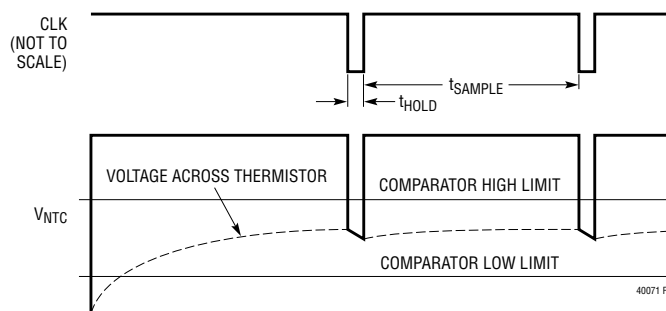 CLK
(NOT TO
SCALE)
tSAMPLE
tHOLD
VOLTAGE ACROSS THERMISTOR
COMPARATOR HIGH LIMIT
VNTC
COMPARATOR LOW LIMIT
40071 F